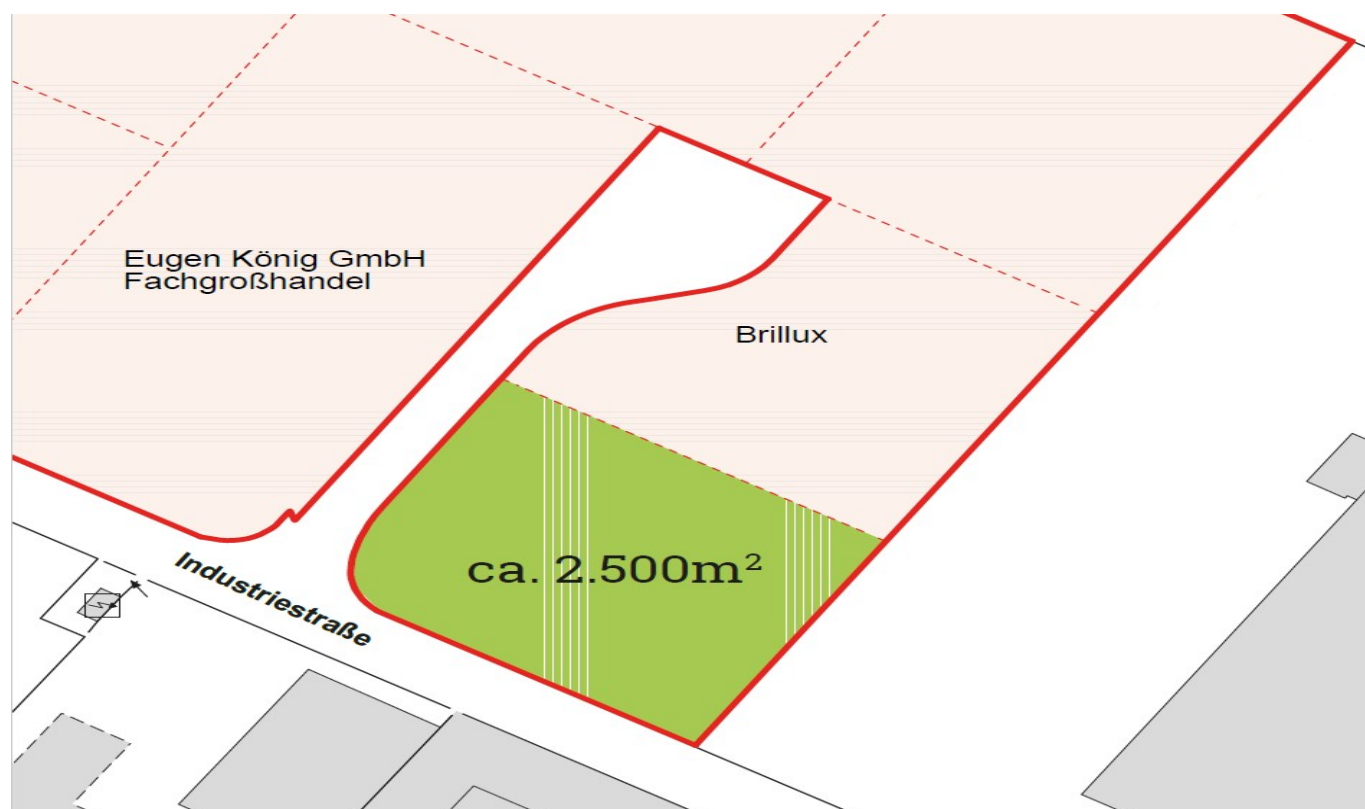 Eugen König GmbH
Fachgroßhandel
Brillux
ca. 2.500m²
Industriestraße